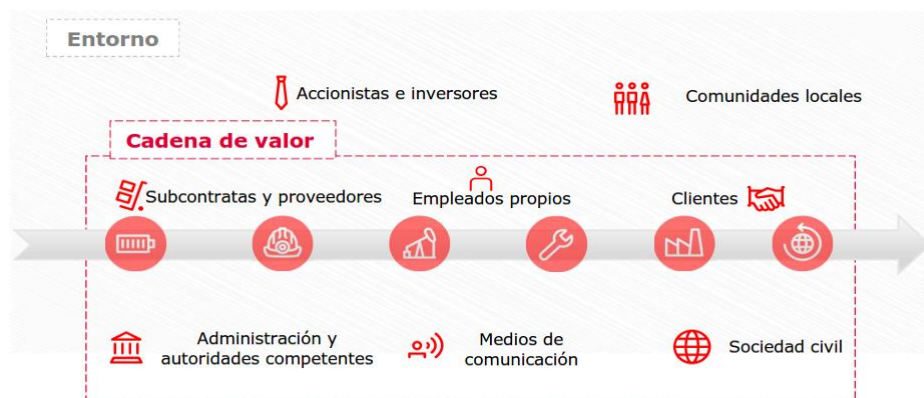 Entorno
Accionistas e inversores
Comunidades locales
Cadena de valor
Subcontratas y proveedores
Empleados propios
Clientes
Administración y
autoridades competentes
Medios de
comunicación
Sociedad civil